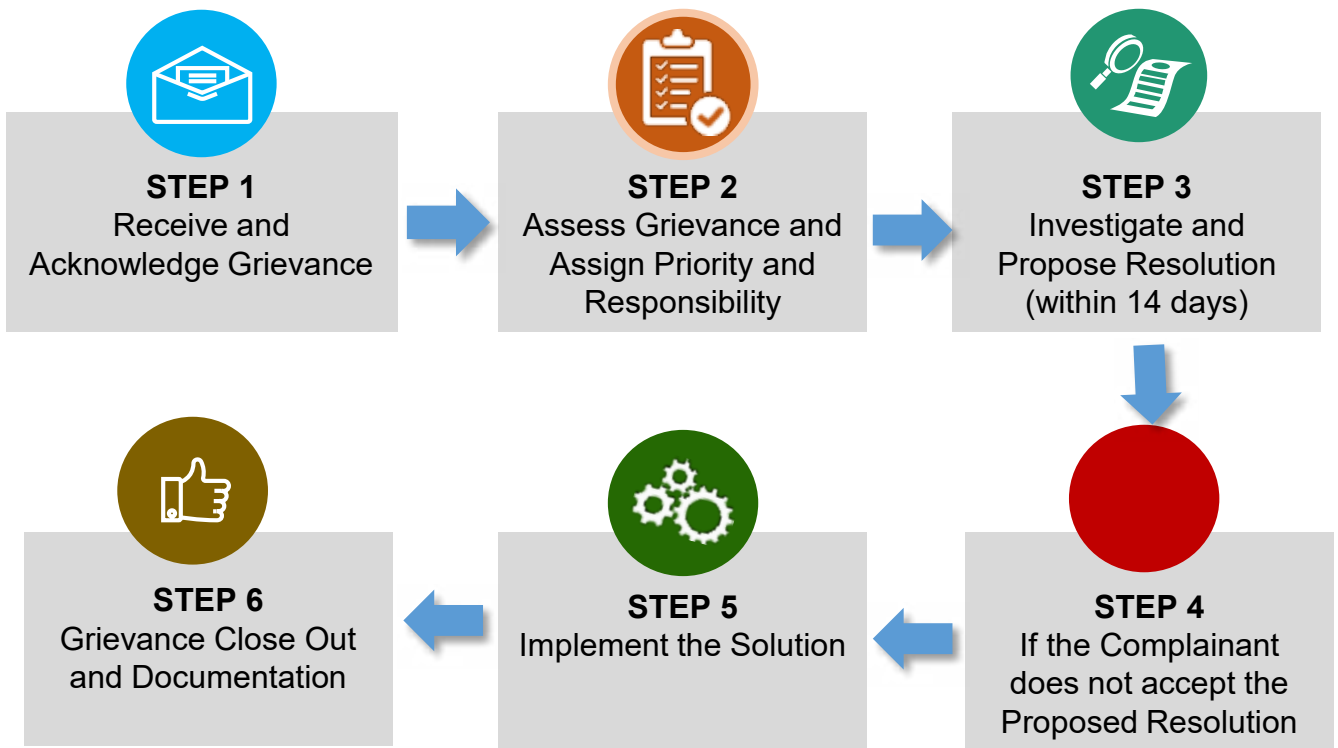 STEP 1
Receive and
Acknowledge Grievance
STEP 2
Assess Grievance and
Assign Priority and
Responsibility
STEP 3
Investigate and
Propose Resolution
(within 14 days)
STEP 4
If the Complainant
does not accept the
Proposed Resolution
STEP 5
Implement the Solution
STEP 6
Grievance Close Out
and Documentation